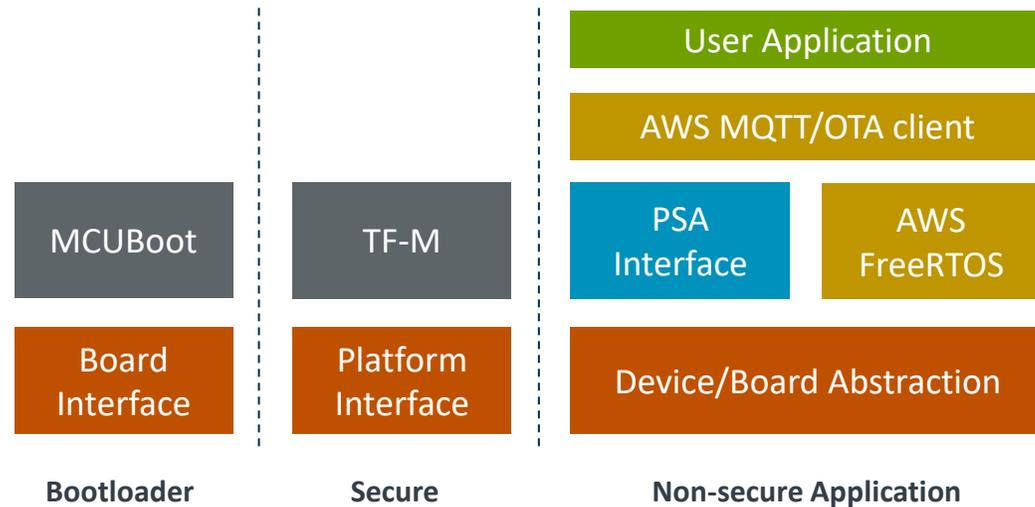 User Application
AWS MQTT/OTA client
MCUBoot
TF-M
PSA
Interface
AWS
FreeRTOS
Board
Interface
Platform
Interface
Device/Board Abstraction
Bootloader
Secure
Non-secure Application